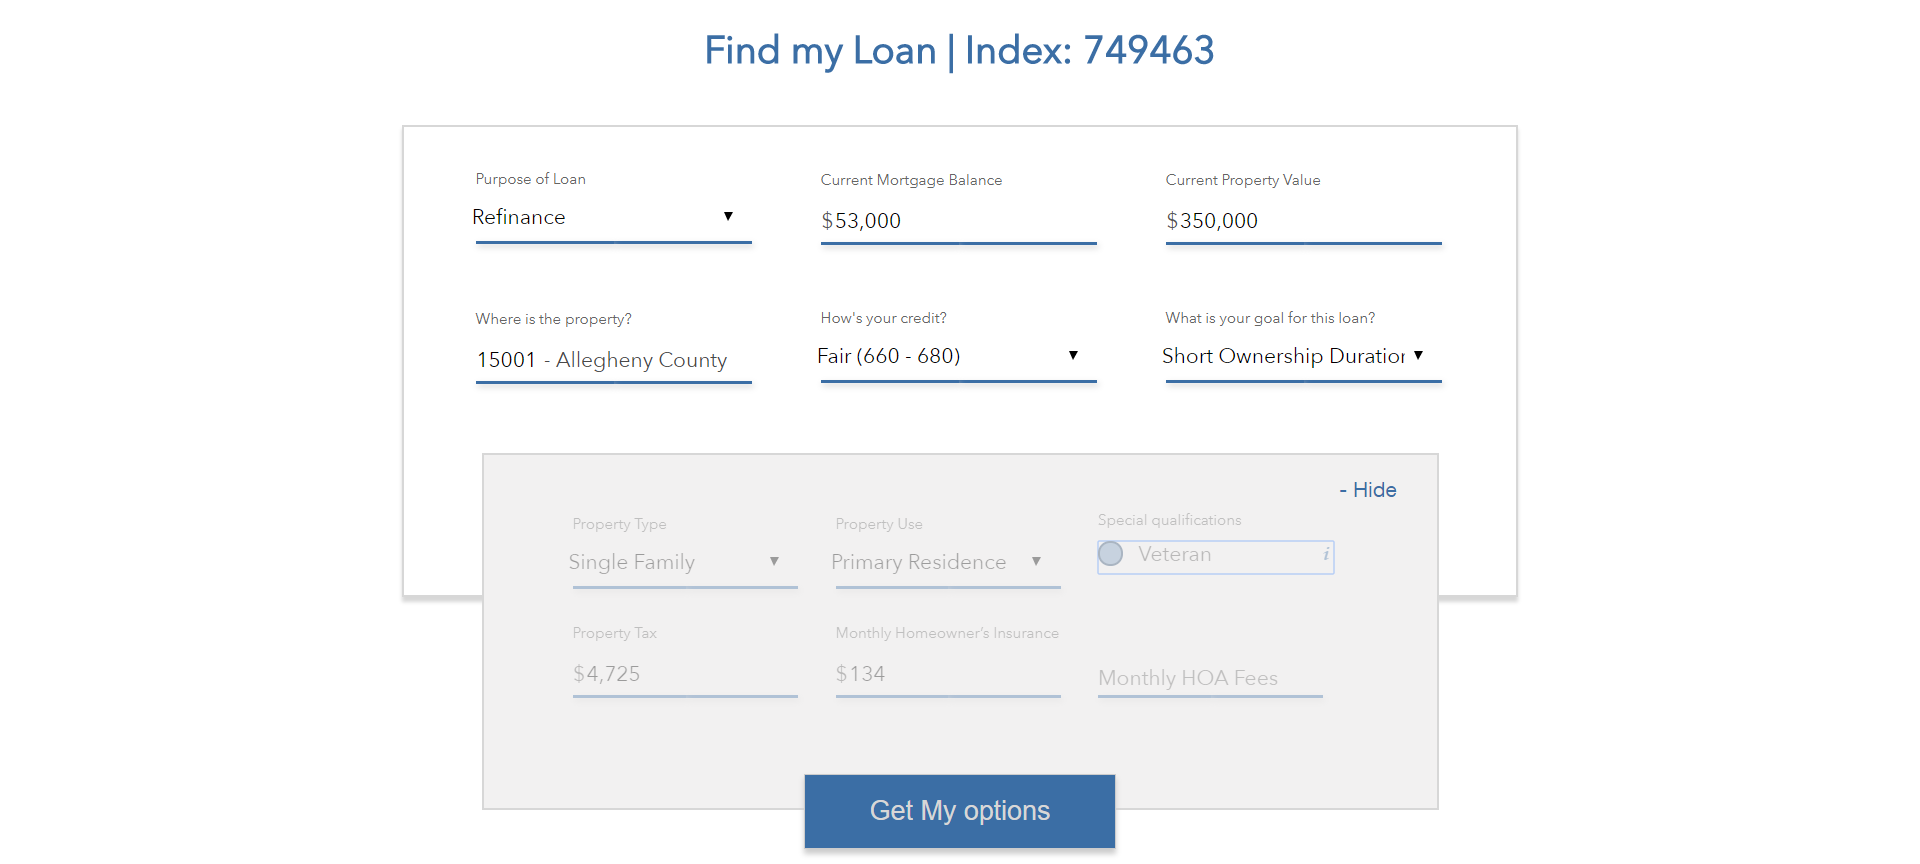 Find my Loan | Index: 749463
Purpose of Loan
Current Mortgage Balance
Current Property Value
Refinance ▼
$53,000
$350,000
Where is the property?
How's your credit?
What is your goal for this loan?
15001 - Allegheny County
Fair (660 - 680) ▼
Short Ownership Duration ▼
- Hide
Property Type
Property Use
Special qualifications
Single Family ▼
Primary Residence ▼
Veteran i
Property Tax
Monthly Homeowner's Insurance
$4,725
$134
Monthly HOA Fees
Get My options